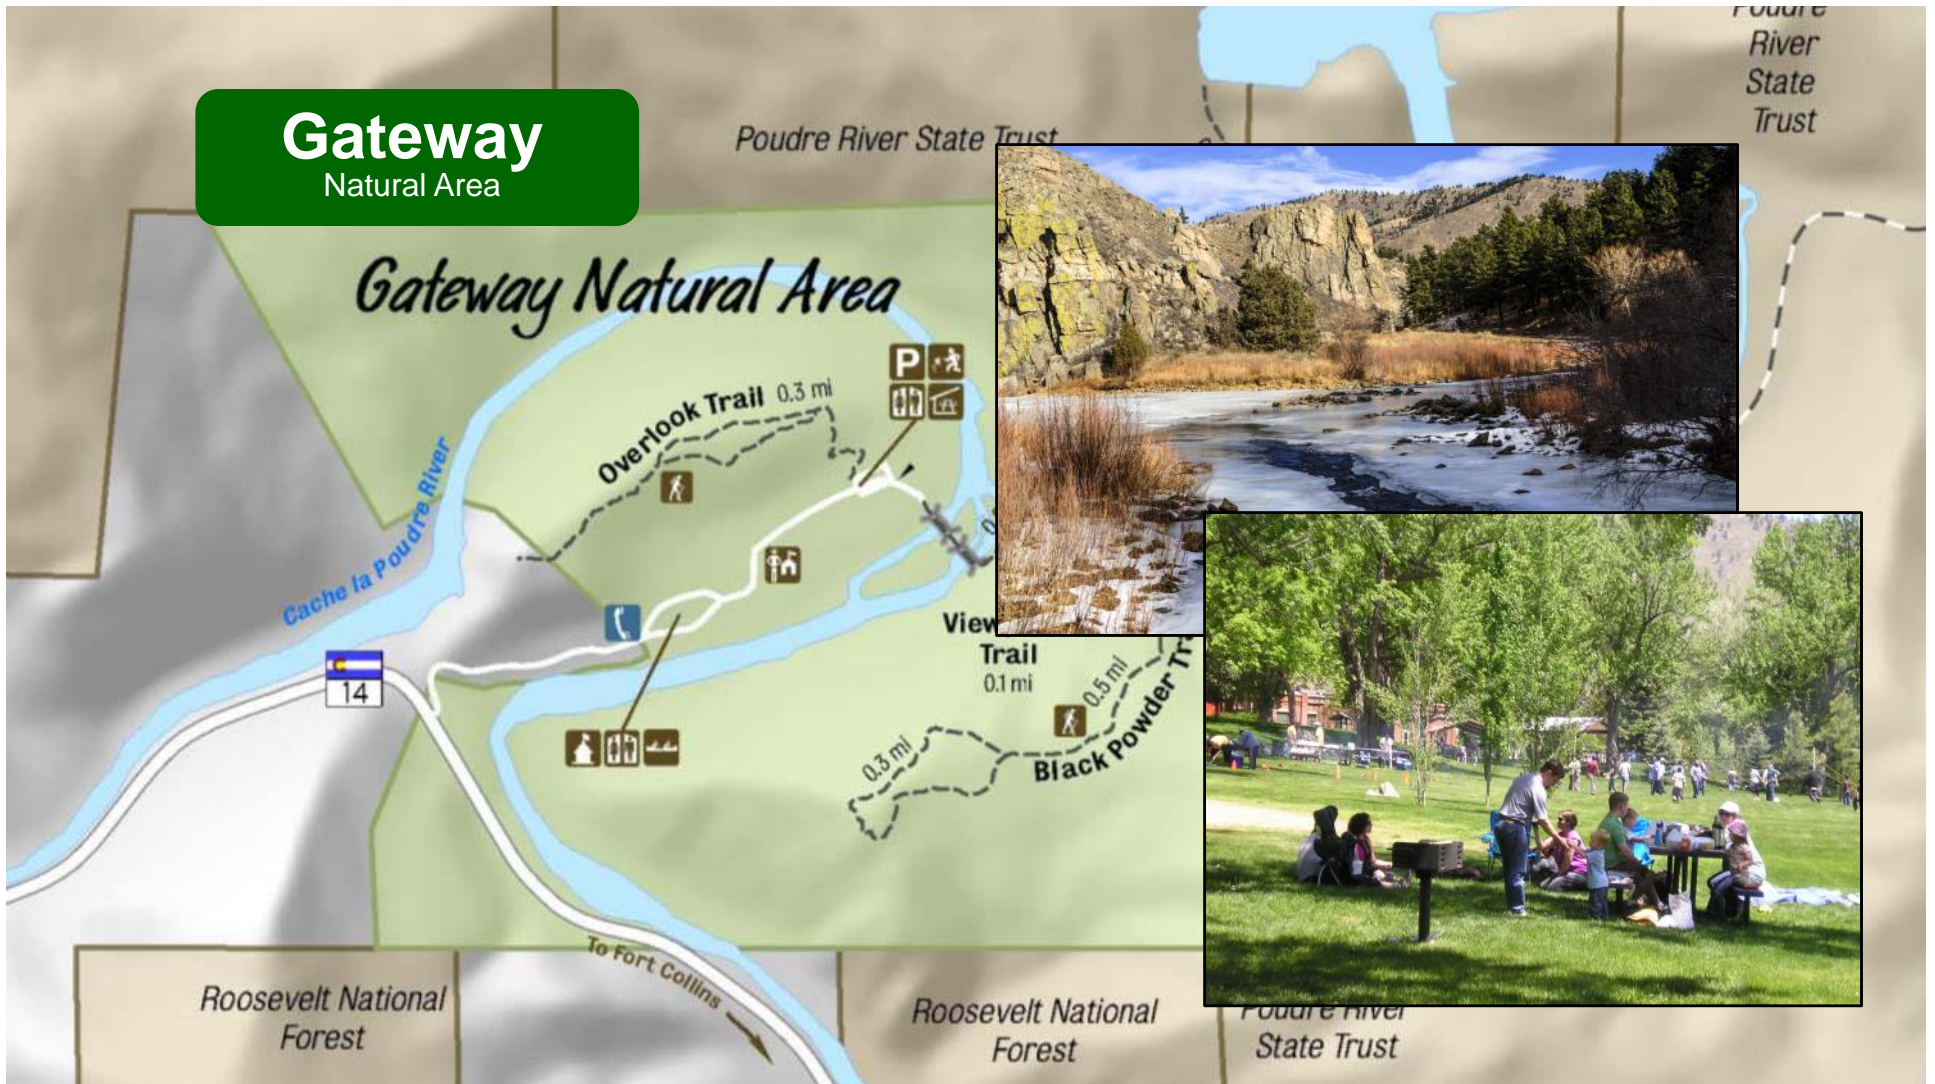 Gateway
Natural Area
Poudre River State Trust
Poudre
River
State
Trust
Gateway Natural Area
P
Overlook Trail 0.3 mi
Cache la Poudre River
14
View
Trail
0.1 mi
0.5 mi
0.3 mi
Black Powder
To Fort Collins
Roosevelt National
Forest
Roosevelt National
Forest
Poudre River
State Trust